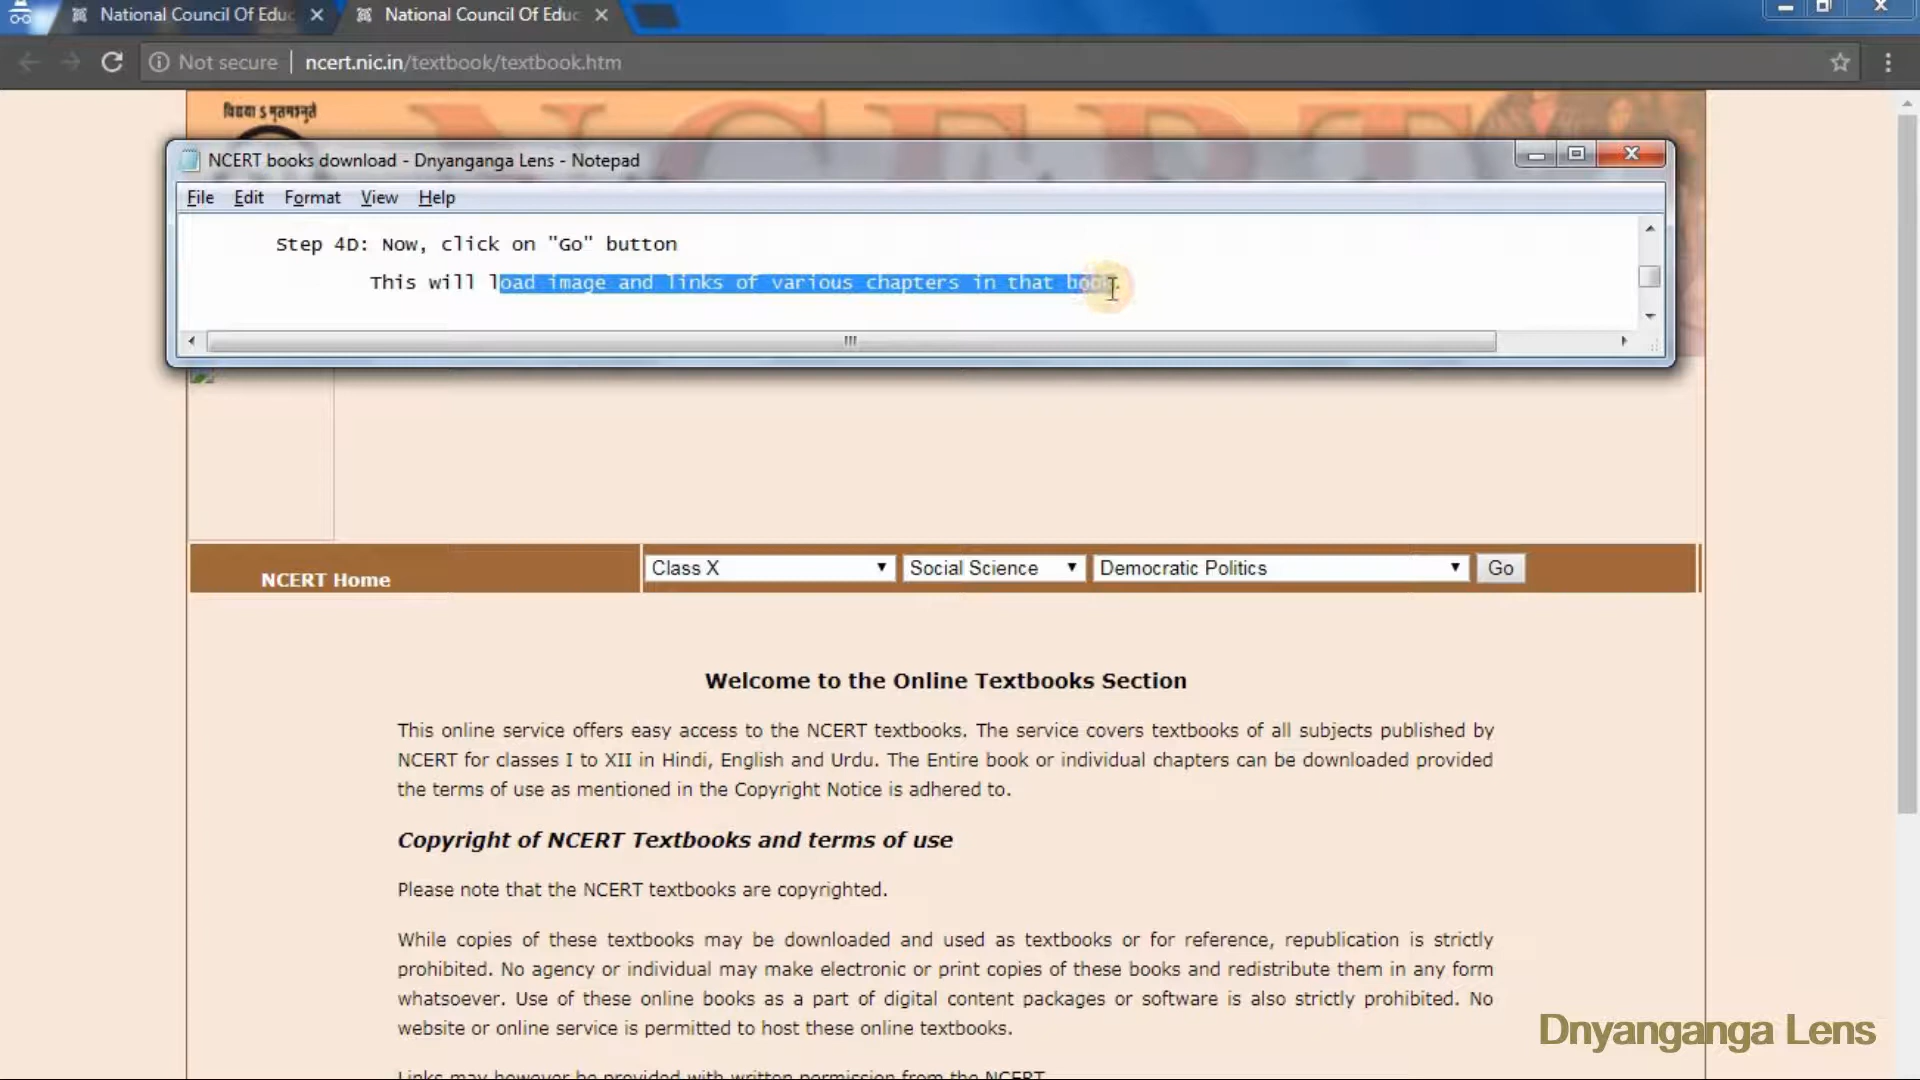 National Council Of Educ
National Council Of Educ
Not secure | ncert.nic.in/textbook/textbook.htm
NCERT
NCERT books download - Dnyanganga Lens - Notepad
File Edit Format View Help
Step 4D: Now, click on "Go" button
This will load image and links of various chapters in that book.
NCERT Home
Class X
Social Science
Democratic Politics
Go
Welcome to the Online Textbooks Section
This online service offers easy access to the NCERT textbooks. The service covers textbooks of all subjects published by
NCERT for classes I to XII in Hindi, English and Urdu. The Entire book or individual chapters can be downloaded provided
the terms of use as mentioned in the Copyright Notice is adhered to.
Copyright of NCERT Textbooks and terms of use
Please note that the NCERT textbooks are copyrighted.
While copies of these textbooks may be downloaded and used as textbooks or for reference, republication is strictly
prohibited. No agency or individual may make electronic or print copies of these books and redistribute them in any form
whatsoever. Use of these online books as a part of digital content packages or software is also strictly prohibited. No
website or online service is permitted to host these online textbooks.
Links may however be provided with written permission from the NCERT.
Dnyanganga Lens